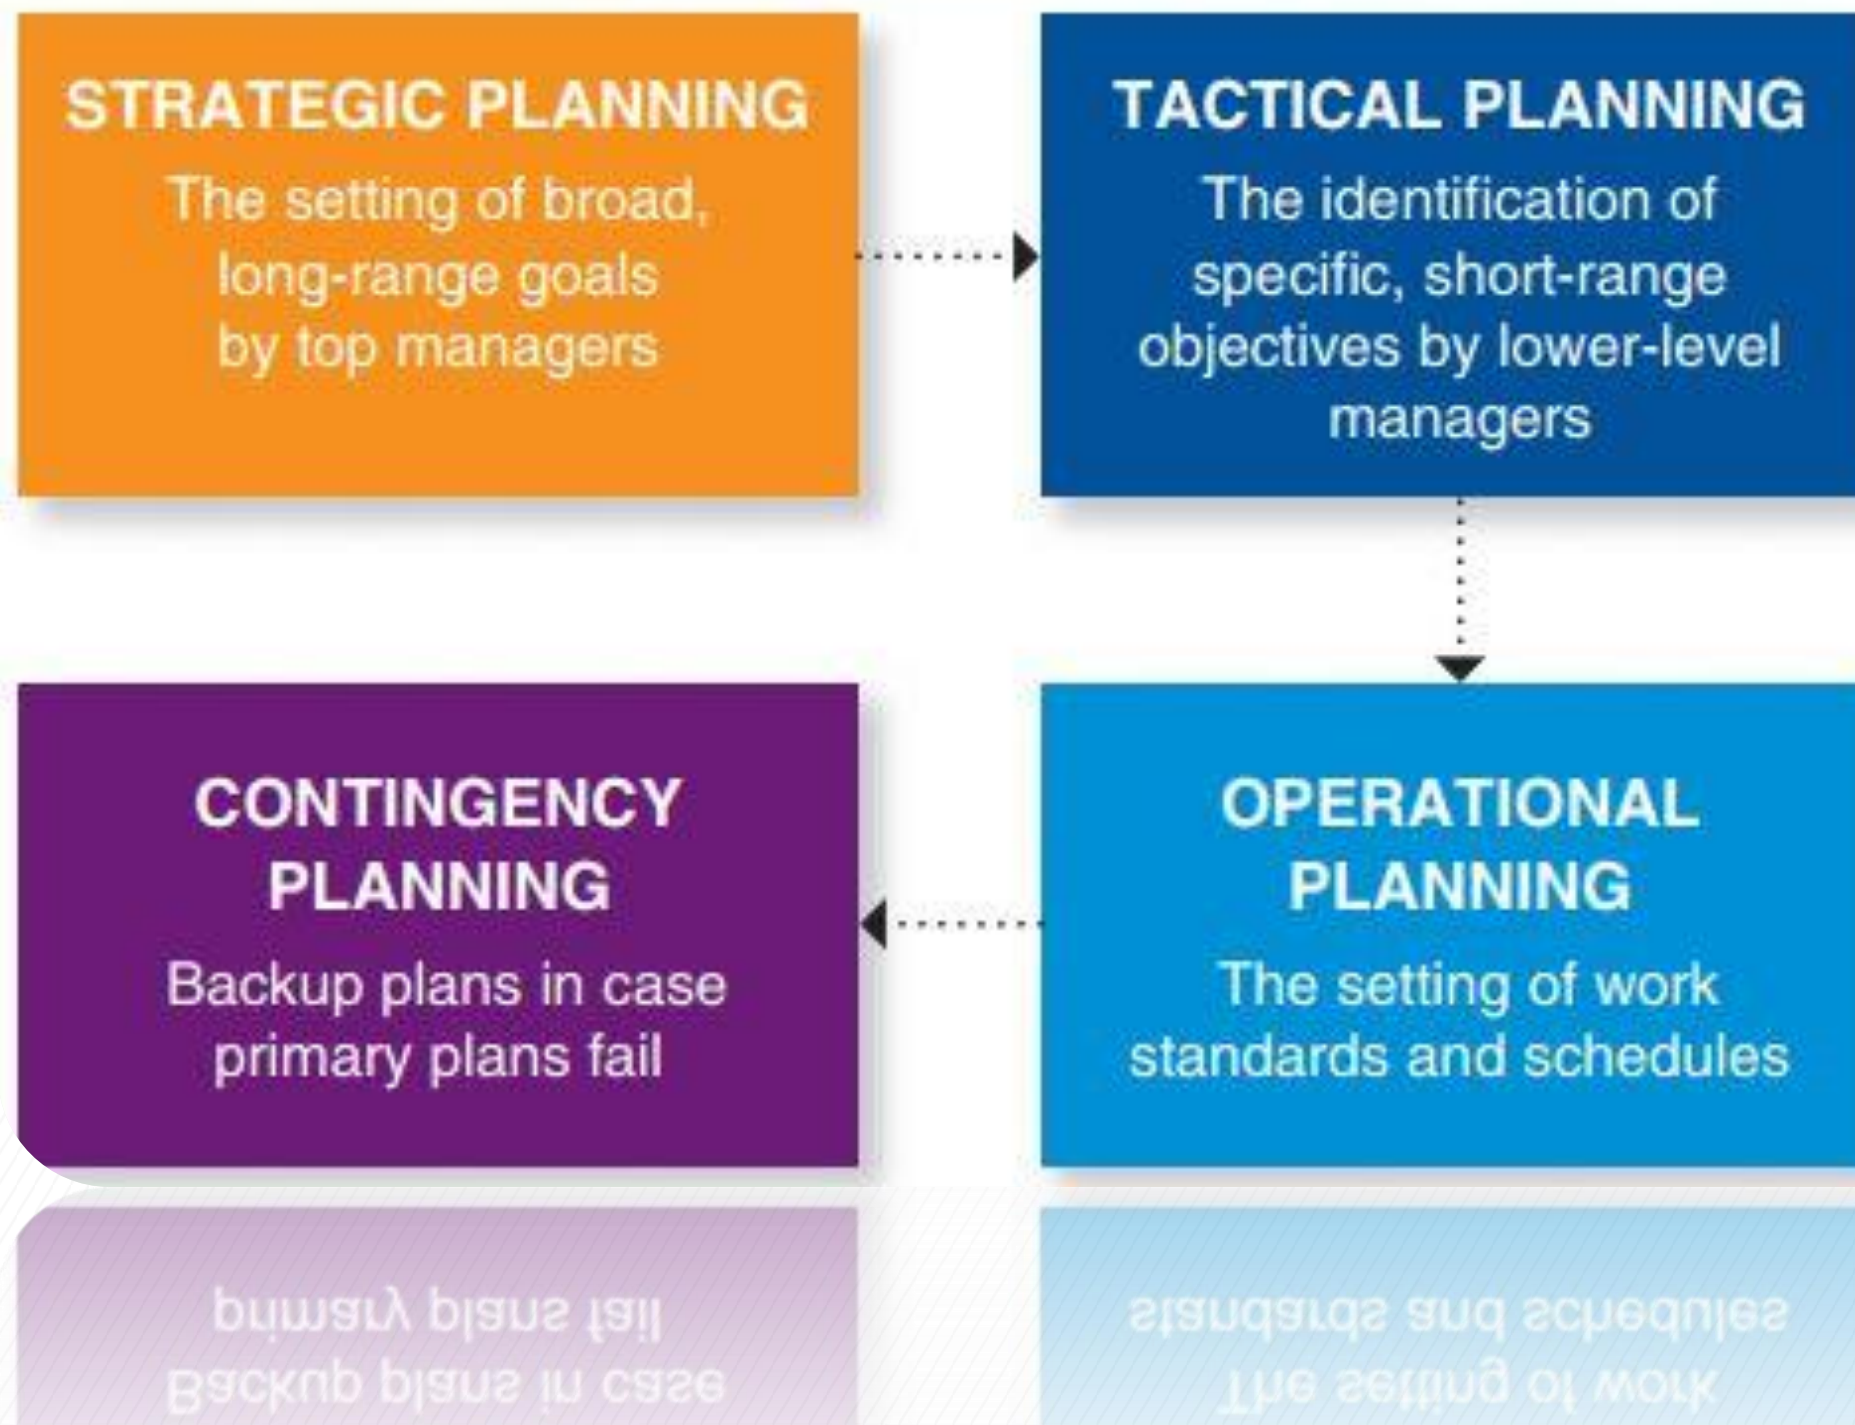 STRATEGIC PLANNING
The setting of broad,
long-range goals
by top managers
TACTICAL PLANNING
The identification of
specific, short-range
objectives by lower-level
managers
CONTINGENCY
PLANNING
Backup plans in case
primary plans fail
OPERATIONAL
PLANNING
The setting of work
standards and schedules